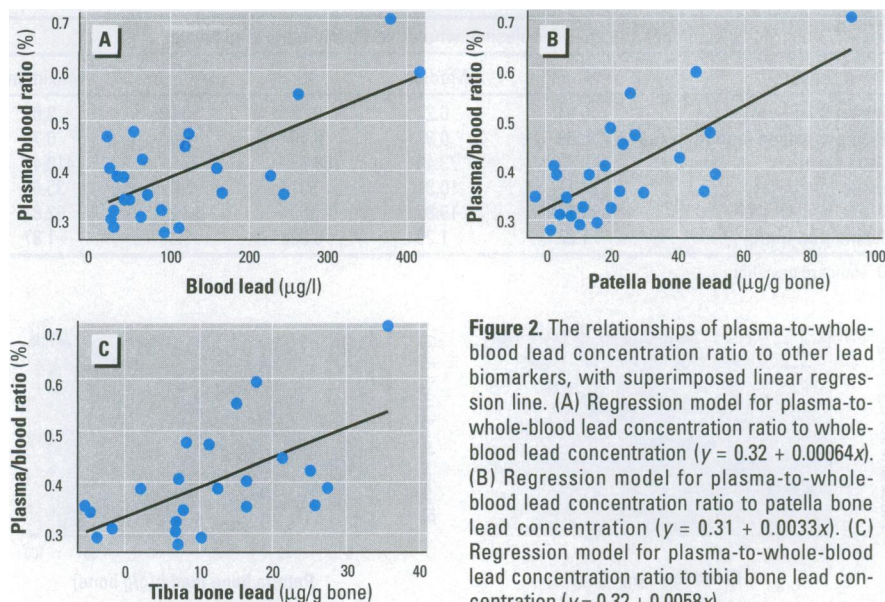 Plasma/blood ratio (%)
0.7
0.6
0.5
0.4
0.3
A
0 100 200 300 400
Blood lead (µg/l)
Plasma/blood ratio (%)
0.7
0.6
0.5
0.4
0.3
B
0 20 40 60 80 100
Patella bone lead (µg/g bone)
Plasma/blood ratio (%)
0.7
0.6
0.5
0.4
0.3
C
0 10 20 30 40
Tibia bone lead (µg/g bone)
Figure 2. The relationships of plasma-to-whole-
blood lead concentration ratio to other lead
biomarkers, with superimposed linear regres-
sion line. (A) Regression model for plasma-to-
whole-blood lead concentration ratio to whole-
blood lead concentration (y = 0.32 + 0.00064x).
(B) Regression model for plasma-to-whole-
blood lead concentration ratio to patella bone
lead concentration (y = 0.31 + 0.0033x). (C)
Regression model for plasma-to-whole-blood
lead concentration ratio to tibia bone lead con-
centration (y = 0.32 + 0.0058x)